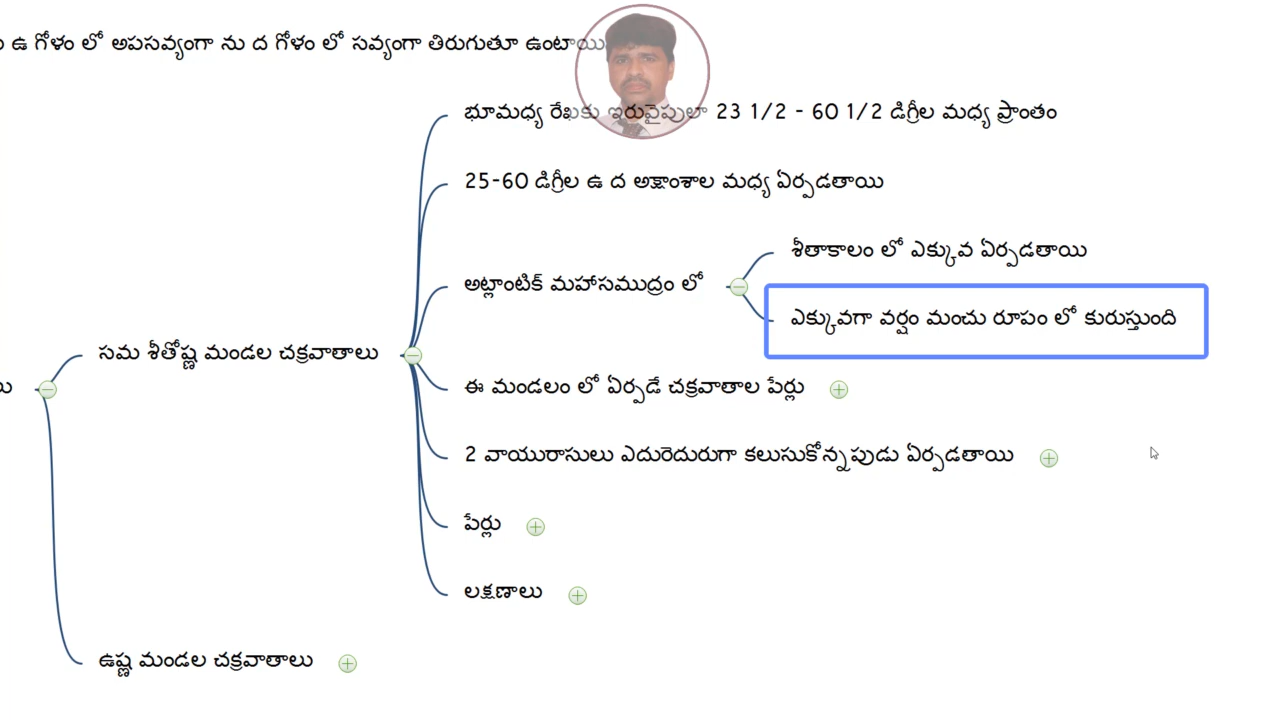 ఉ గోళం లో అపసవ్యంగా ను ద గోళం లో సవ్యంగా తిరుగుతూ ఉంటాయి
భూమధ్య రేఖకు ఇరువైపులా 23 1/2 - 60 1/2 డిగ్రీల మధ్య ప్రాంతం
25-60 డిగ్రీల ఉ ద అక్షాంశాల మధ్య ఏర్పడతాయి
శీతాకాలం లో ఎక్కువ ఏర్పడతాయి
అట్లాంటిక్ మహాసముద్రం లో
ఎక్కువగా వర్షం మంచు రూపం లో కురుస్తుంది
సమ శీతోష్ణ మండల చక్రవాతాలు
ఈ మండలం లో ఏర్పడే చక్రవాతాల పేర్లు
2 వాయురాసులు ఎదురెదురుగా కలుసుకోన్నపుడు ఏర్పడతాయి
పేర్లు
లక్షణాలు
ఉష్ణ మండల చక్రవాతాలు